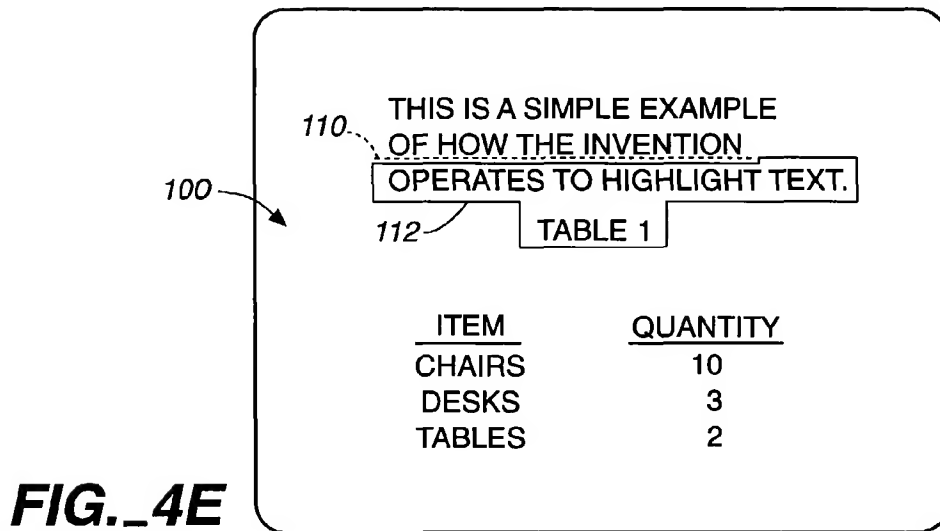 THIS IS A SIMPLE EXAMPLE
110 OF HOW THE INVENTION
100 OPERATES TO HIGHLIGHT TEXT.
112 TABLE 1
ITEM QUANTITY
CHAIRS 10
DESKS 3
TABLES 2
FIG._4E